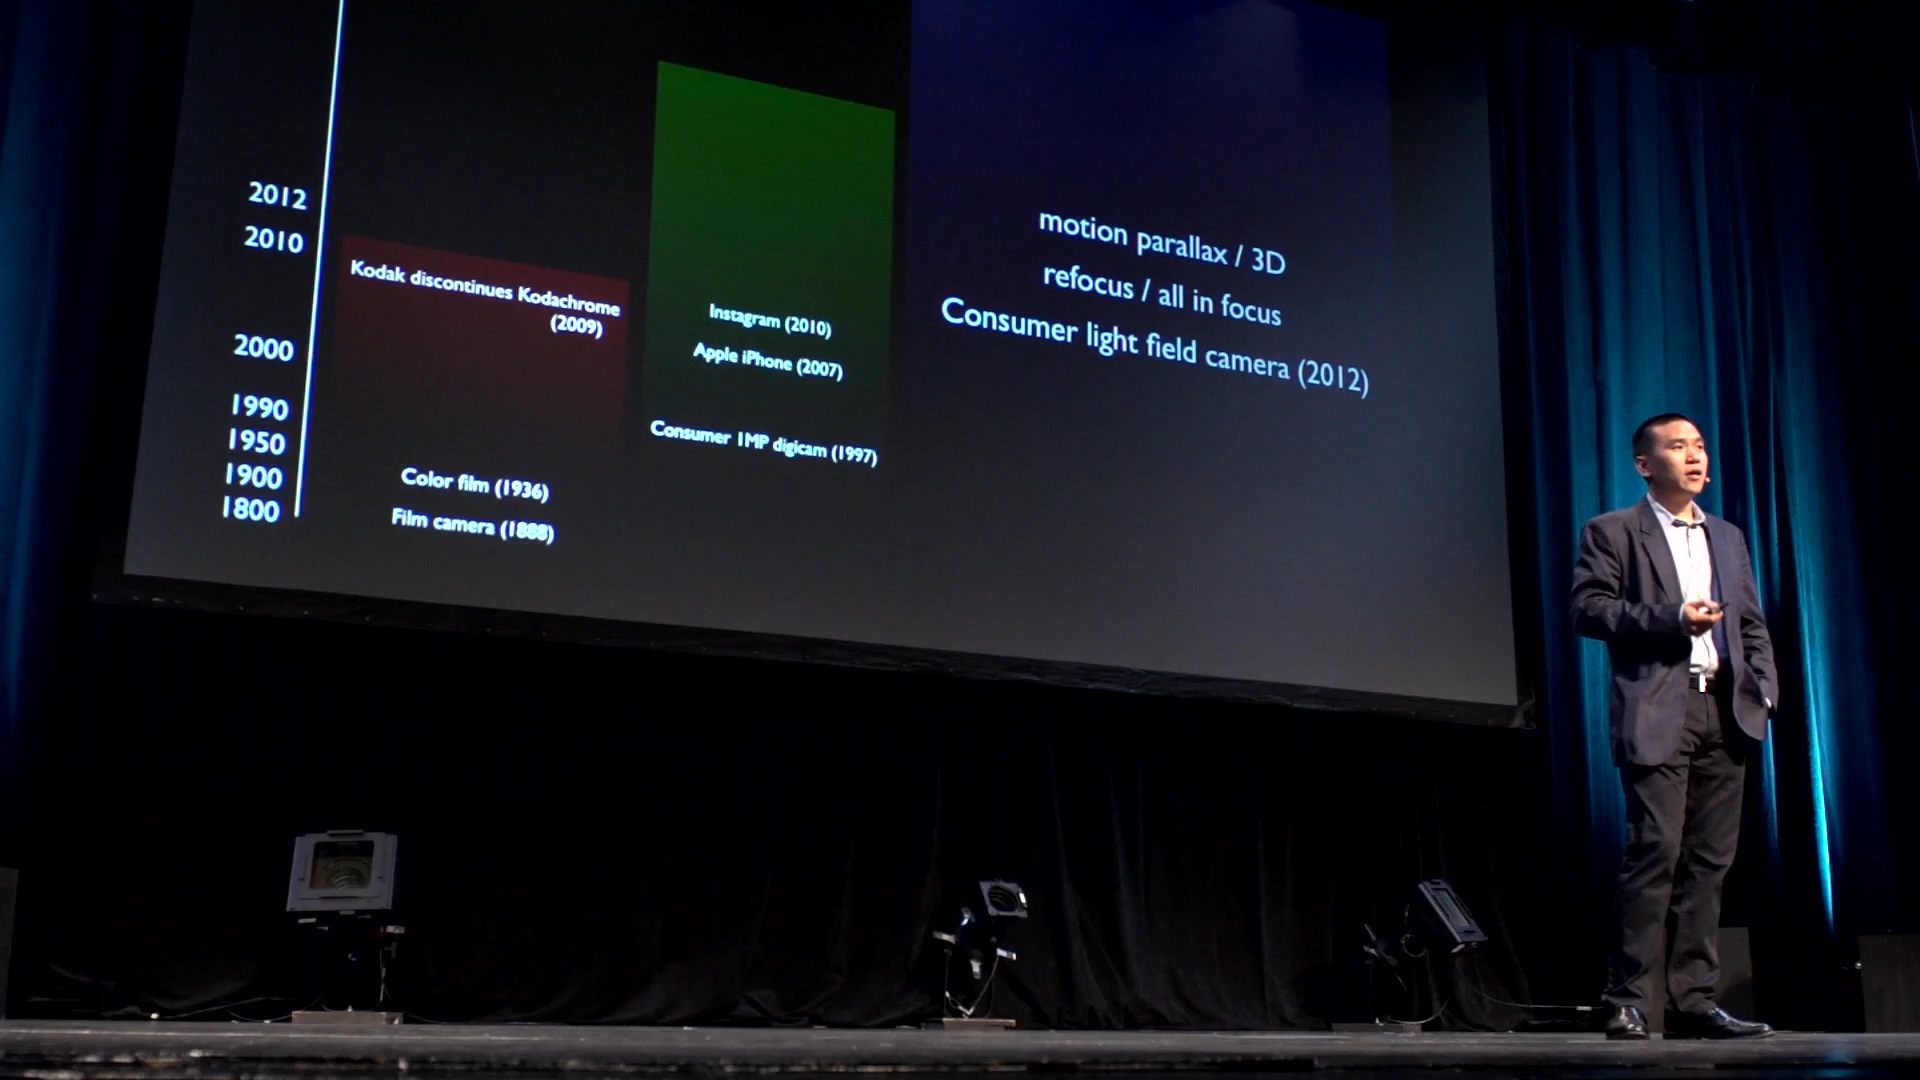 2012
2010
2000
1990
1950
1900
1800
Kodak discontinues Kodachrome
(2009)
Color film (1936)
Film camera (1888)
Instagram (2010)
Apple iPhone (2007)
Consumer 1MP digicam (1997)
motion parallax / 3D
refocus / all in focus
Consumer light field camera (2012)